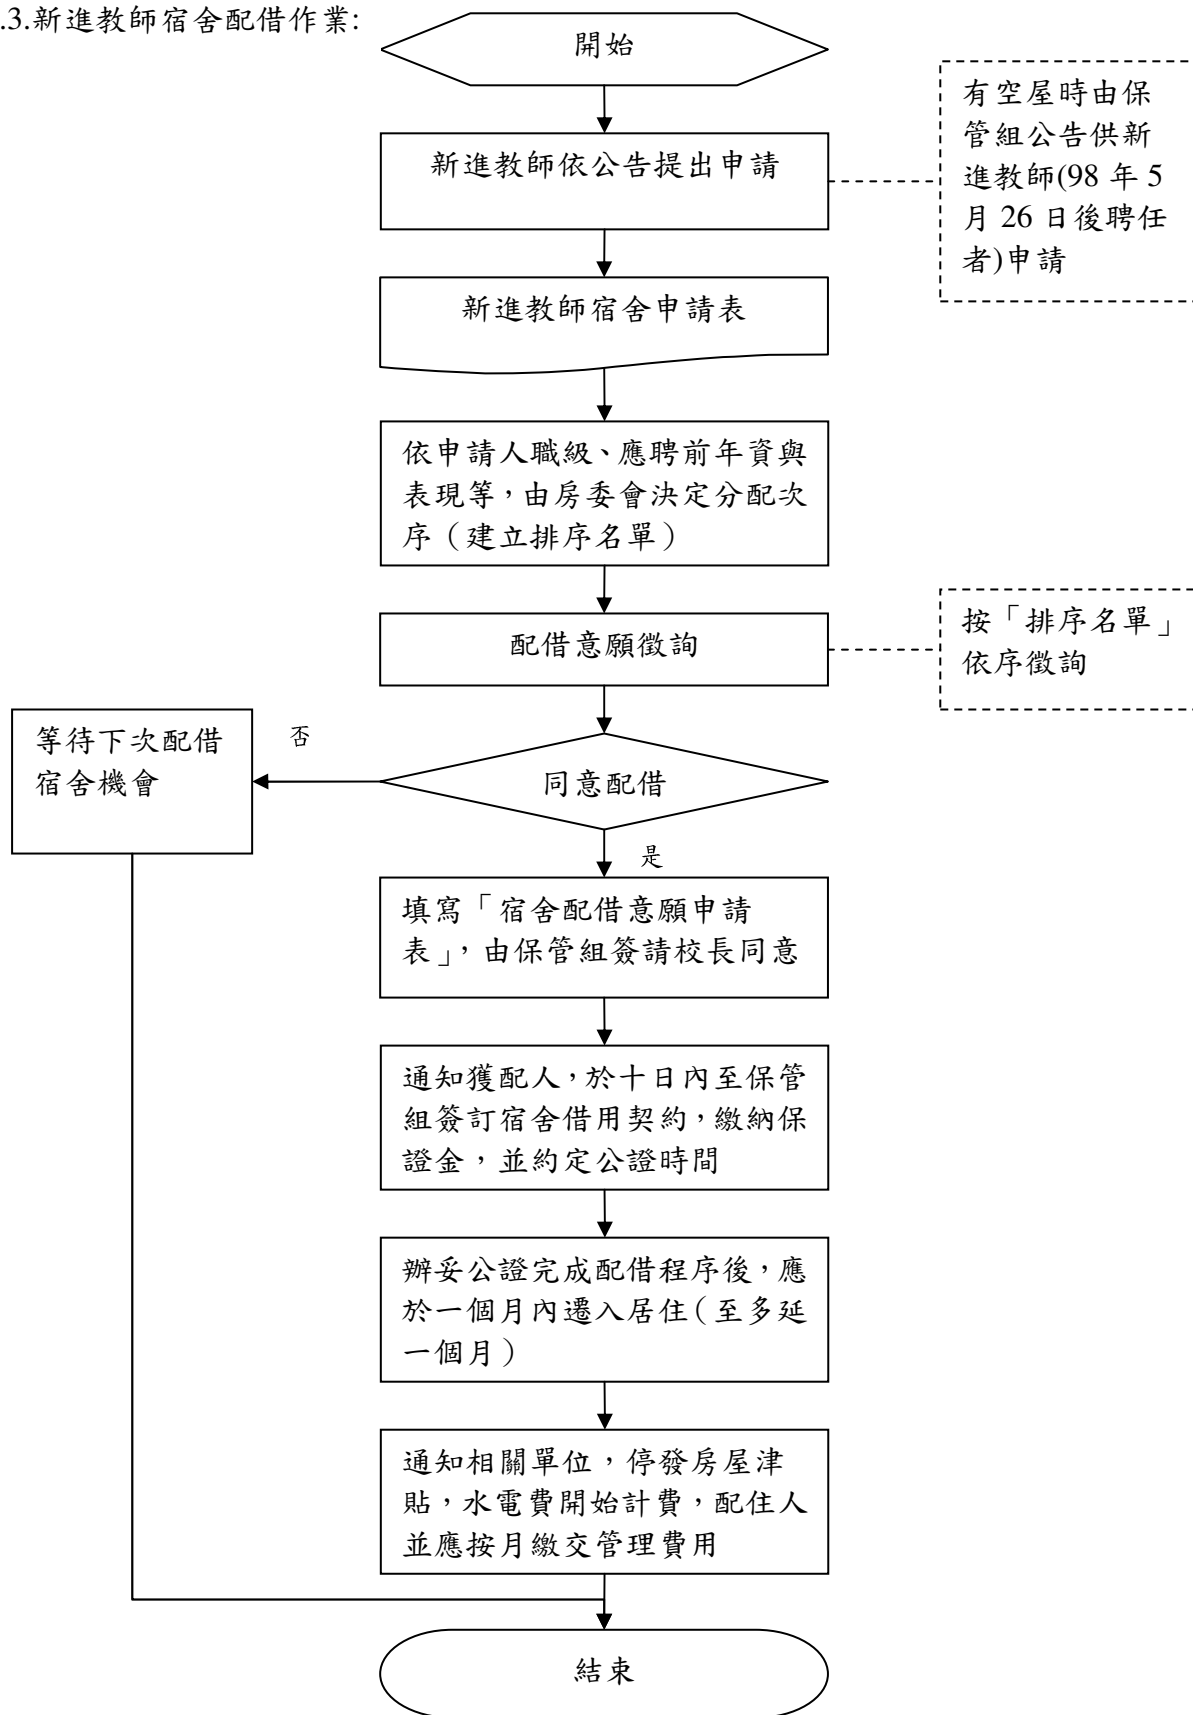 .3.新進教師宿舍配借作業:
開始
有空屋時由保
管組公告供新
進教師(98 年 5
月 26 日後聘任
者)申請
新進教師依公告提出申請
新進教師宿舍申請表
依申請人職級、應聘前年資與
表現等,由房委會決定分配次
序(建立排序名單)
配借意願徵詢
按「排序名單」
依序徵詢
同意配借
否
等待下次配借
宿舍機會
是
填寫「宿舍配借意願申請
表」,由保管組簽請校長同意
通知獲配人,於十日內至保管
組簽訂宿舍借用契約,繳納保
證金,並約定公證時間
辦妥公證完成配借程序後,應
於一個月內遷入居住(至多延
一個月)
通知相關單位,停發房屋津
貼,水電費開始計費,配住人
並應按月繳交管理費用
結束